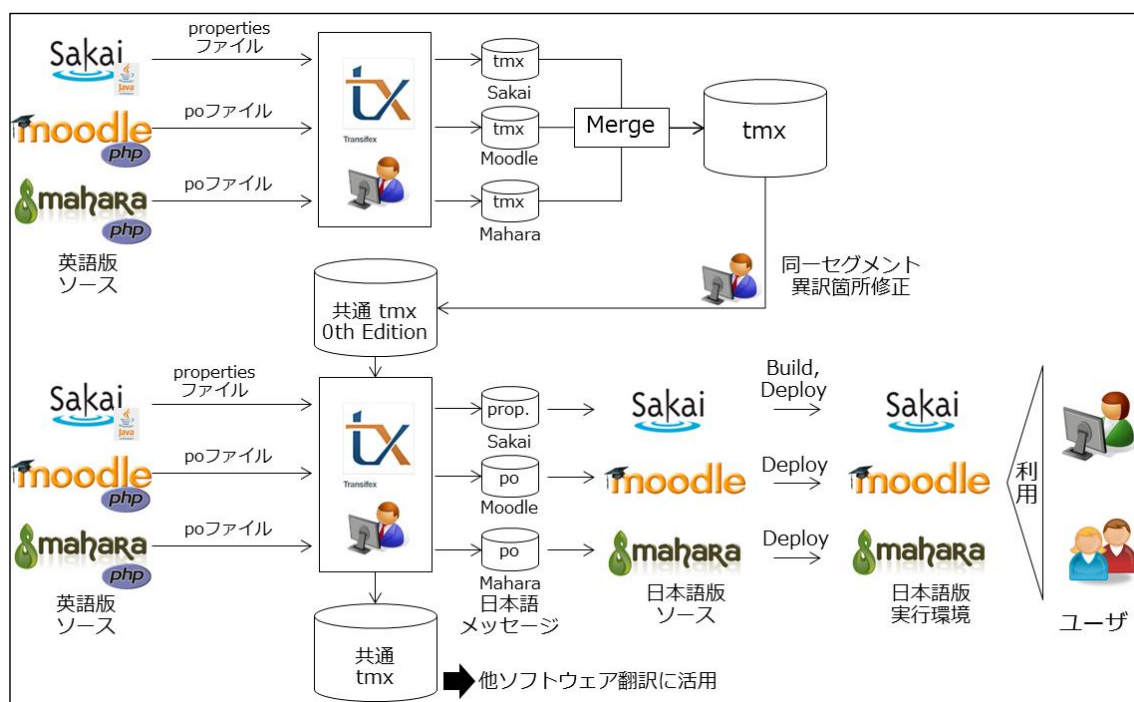 properties
ファイル
Sakai
Java
poファイル
moodle
php
poファイル
mahara
php
英語版
ソース
tx
Transifex
tmx
Sakai
tmx
Moodle
tmx
Mahara
Merge
tmx
同一セグメント
異訳箇所修正
共通 tmx
0th Edition
properties
ファイル
Sakai
Java
poファイル
moodle
php
poファイル
mahara
php
英語版
ソース
tx
Transifex
prop.
Sakai
po
Moodle
po
Mahara
日本語
メッセージ
Sakai
moodle
mahara
日本語版
ソース
Build,
Deploy
Deploy
Deploy
Sakai
moodle
mahara
日本語版
実行環境
利用
ユーザ
共通
tmx
他ソフトウェア翻訳に活用